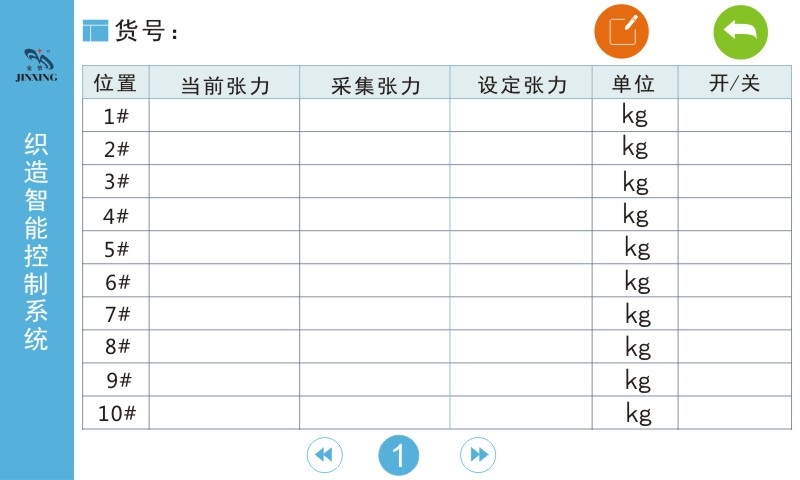 货号：
金兴
JINXING
织造智能控制系统
位置 当前张力 采集张力 设定张力 单位 开/关
1# kg
2# kg
3# kg
4# kg
5# kg
6# kg
7# kg
8# kg
9# kg
10# kg
1